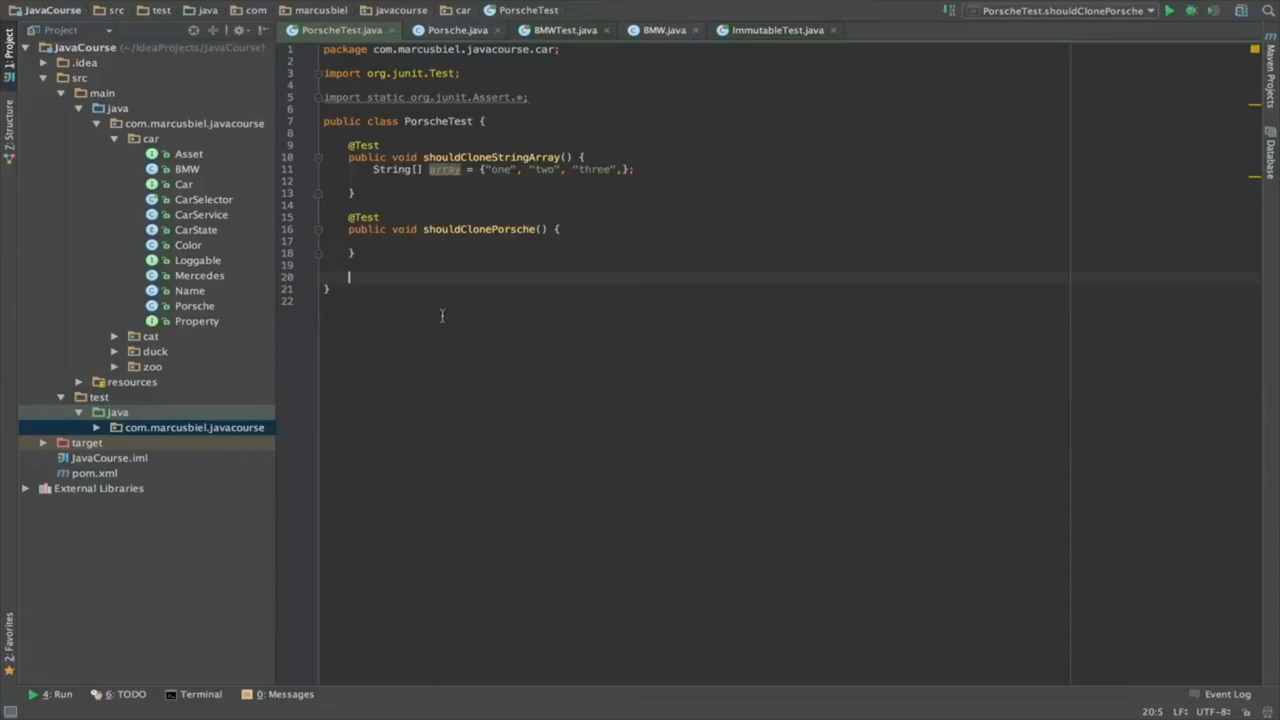 JavaCourse src test java com marcusbiel javacourse car PorscheTest PorscheTest.shouldClonePorsche
Project PorscheTest.java Porsche.java BMWTest.java BMW.java ImmutableTest.java
1: Project
Z: Structure
2: Favorites
JavaCourse (~/IdeaProjects/JavaCourse)
.idea
src
main
java
com.marcusbiel.javacourse
car
Asset
BMW
Car
CarSelector
CarService
CarState
Color
Loggable
Mercedes
Name
Porsche
Property
cat
duck
zoo
resources
test
java
com.marcusbiel.javacourse
target
JavaCourse.iml
pom.xml
External Libraries
1 package com.marcusbiel.javacourse.car;
2
3 import org.junit.Test;
4
5 import static org.junit.Assert.*;
6
7 public class PorscheTest {
8
9 @Test
10 public void shouldCloneStringArray() {
11 String[] array = {"one", "two", "three",};
12
13 }
14
15 @Test
16 public void shouldClonePorsche() {
17
18 }
19
20
21 }
22
Maven Projects
Database
4: Run 6: TODO Terminal 0: Messages Event Log
20:5 LF÷ UTF-8÷